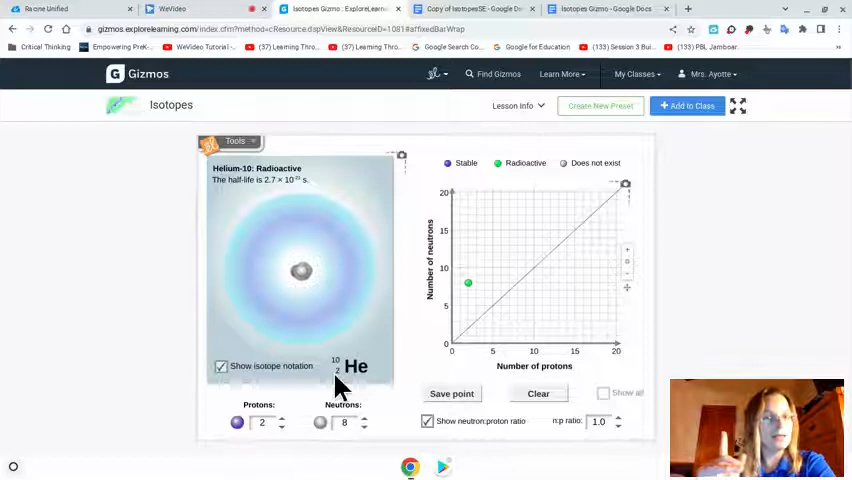 Racine Unified
WeVideo
Isotopes Gizmo : ExploreLearni
Copy of IsotopesSE - Google Do
Isotopes Gizmo - Google Docs
gizmos.explorelearning.com/index.cfm?method=cResource.dspView&ResourceID=1081#affixedBarWrap
Critical Thinking
Empowering PreK-...
WeVideo Tutorial -...
(37) Learning Thro...
Google Search Co...
Google for Education
(37) Learning Thro...
(133) Session 3 Buil...
(133) PBL Jamboar...
Gizmos
Find Gizmos
Learn More
My Classes
Mrs. Ayotte
Isotopes
Lesson Info
Create New Preset
+ Add to Class
Tools
Helium-10: Radioactive
The half-life is 2.7 × 10⁻²¹ s.
Stable
Radioactive
Does not exist
20
15
10
5
0
Number of neutrons
0 5 10 15 20
Number of protons
Show isotope notation
10
2
He
Protons:
Neutrons:
2
8
Save point
Clear
Show all
Show neutron:proton ratio
n:p ratio:
1.0